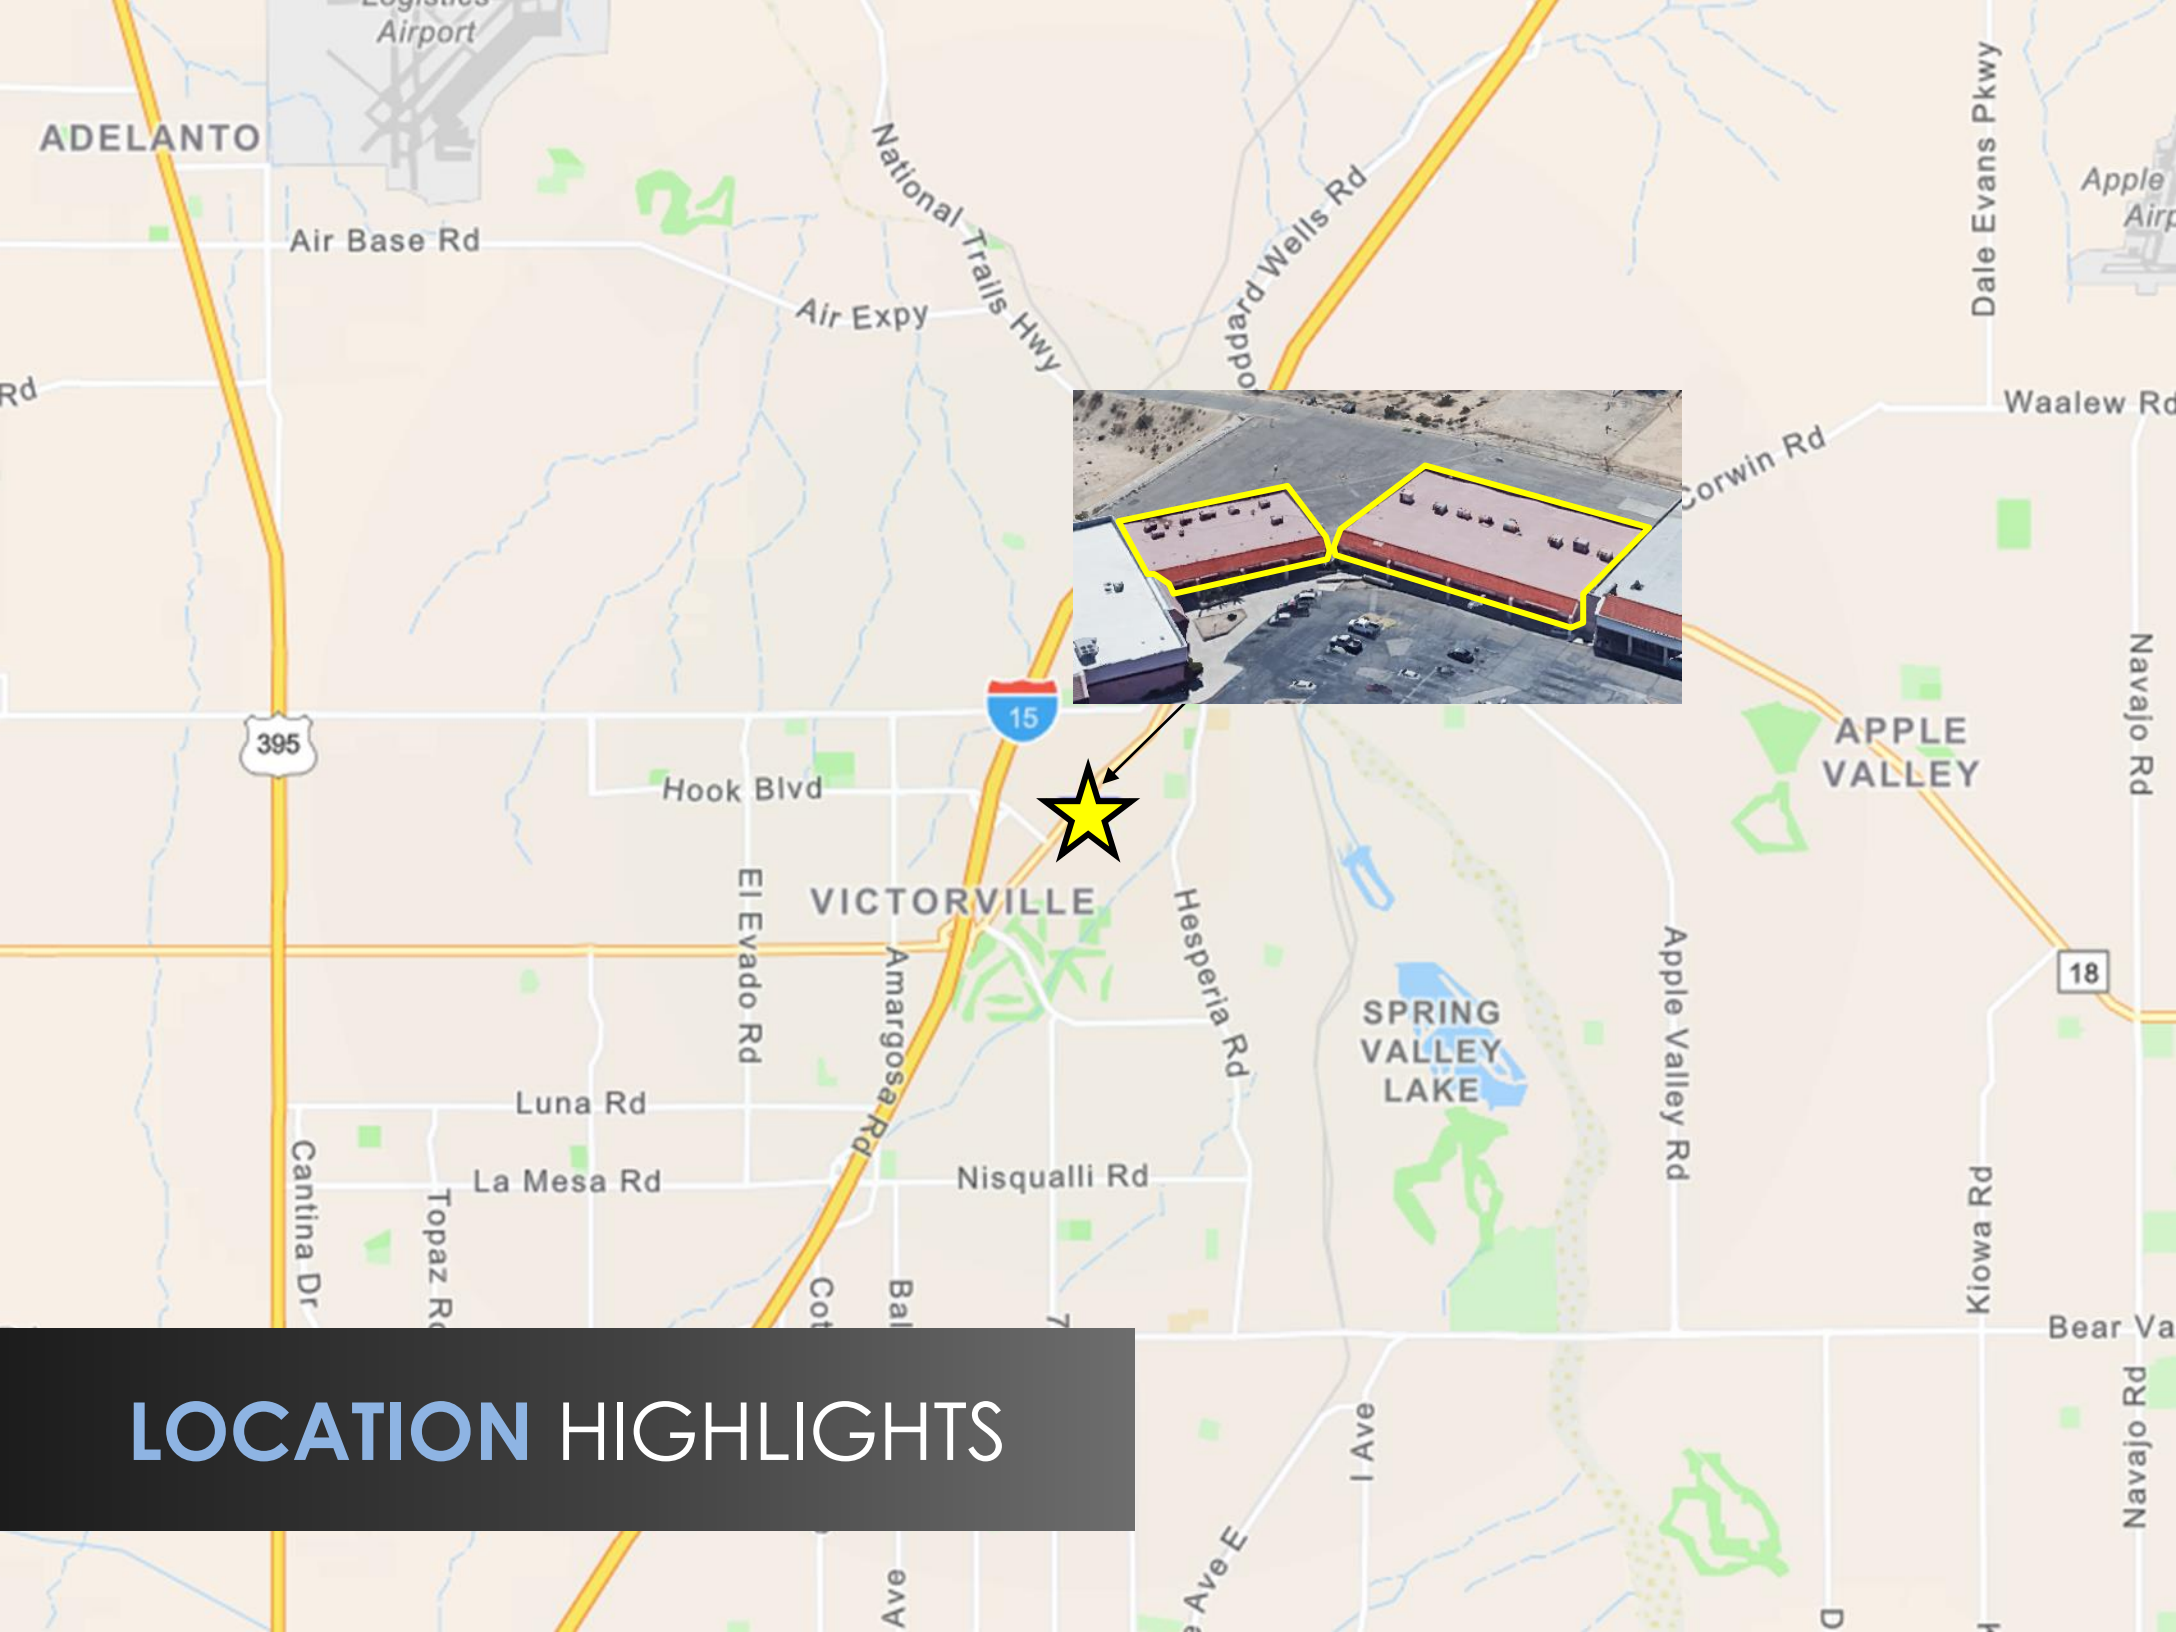 Logistics
Airport
ADELANTO
Air Base Rd
National Trails Hwy
Air Expy
Wells Rd
Dale Evans Pkwy
Apple
Rd
Waalew Rd
Corwin Rd
Navajo Rd
15
395
Hook Blvd
APPLE
VALLEY
VICTORVILLE
El Evado Rd
Amargosa Rd
Hesperia Rd
Apple Valley Rd
18
SPRING
VALLEY
LAKE
Luna Rd
La Mesa Rd
Nisqualli Rd
Cantina Dr
Topaz
Kiowa Rd
7
Bear
LOCATION HIGHLIGHTS
I Ave
Navajo Rd
Ave E
Ave
D